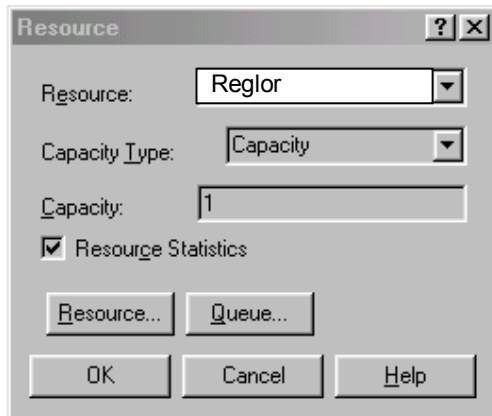 Resource
Resource: Reglor
Capacity Type: Capacity
Capacity: 1
Resource Statistics
Resource... Queue...
OK Cancel Help